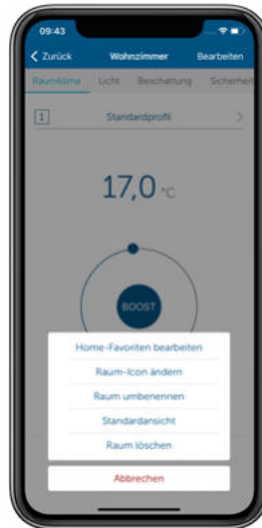 09:43
Zurück Wohnzimmer Bearbeiten
Raumklima Licht Beschattung Sicherheit
1 Standardprofil
17,0 °C
BOOST
Home-Favoriten bearbeiten
Raum-Icon ändern
Raum umbenennen
Standardansicht
Raum löschen
Abbrechen